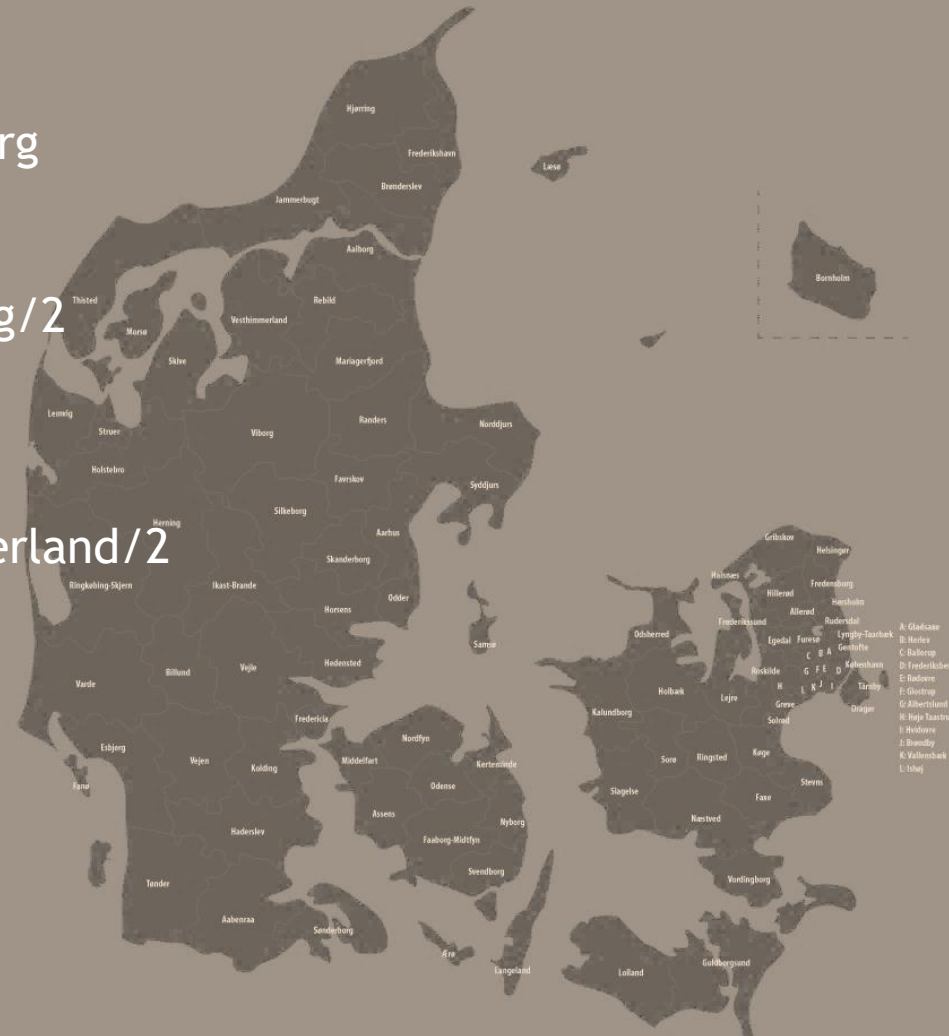 rg
g/2
erland/2
Hjørring
Frederikshavn
Læsø
Brønderslev
Jammerbugt
Aalborg
Bornholm
Thisted
Rebild
Vesthimmerland
Morsø
Skive
Mariagerfjord
Lemvig
Randers
Norddjurs
Struer
Viborg
Holstebro
Favrskov
Syddjurs
Silkeborg
Herning
Aarhus
Skanderborg
Ringkøbing-Skjern
Ikast-Brande
Odder
Horsens
Samsø
Hedensted
Vejle
Billund
Varde
Fredericia
Esbjerg
Vejen
Kolding
Fanø
Haderslev
Tønder
Aabenraa
Sønderborg
Nordfyn
Middelfart
Kerteminde
Odense
Assens
Nyborg
Faaborg-Midtfyn
Svendborg
Ærø
Langeland
Gribskov
Helsingør
Halsnæs
Fredensborg
Hillerød
Hørsholm
Allerød
Frederikssund
Rudersdal
Odsherred
Egedal
Furesø
Lyngby-Taarbæk
Gentofte
C
B
A
København
Roskilde
G
F
E
D
H
L
K
J
I
Tårnby
Holbæk
Lejre
Greve
Dragør
Kalundborg
Solrød
Sorø
Ringsted
Køge
Stevns
Slagelse
Faxe
Næstved
Vordingborg
Guldborgsund
Lolland
A: Gladsaxe
B: Herlev
C: Ballerup
D: Frederiksbe
E: Rødovre
F: Glostrup
G: Albertslund
H: Høje Taastru
I: Hvidovre
J: Brøndby
K: Vallensbæk
L: Ishøj